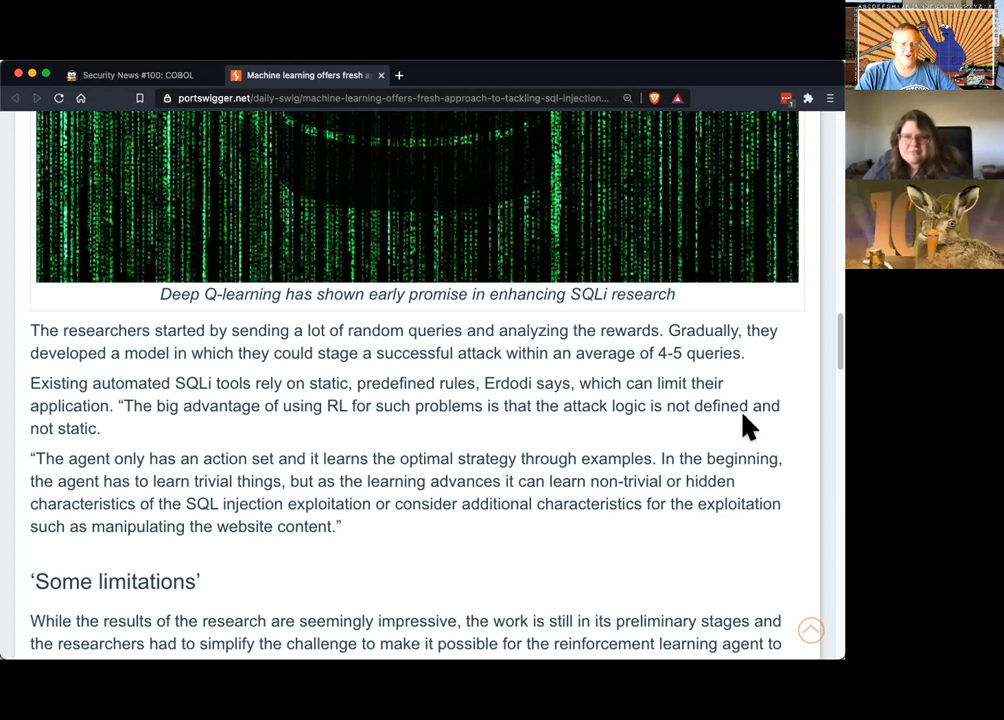 ABCDEFGHIJKLMNOPQRSTUVWXYZ
Security News #100: COBOL
Machine learning offers fresh a
portswigger.net/daily-swig/machine-learning-offers-fresh-approach-to-tackling-sql-injection...
1
Deep Q-learning has shown early promise in enhancing SQLi research
The researchers started by sending a lot of random queries and analyzing the rewards. Gradually, they
developed a model in which they could stage a successful attack within an average of 4-5 queries.
Existing automated SQLi tools rely on static, predefined rules, Erdodi says, which can limit their
application. “The big advantage of using RL for such problems is that the attack logic is not defined and
not static.
“The agent only has an action set and it learns the optimal strategy through examples. In the beginning,
the agent has to learn trivial things, but as the learning advances it can learn non-trivial or hidden
characteristics of the SQL injection exploitation or consider additional characteristics for the exploitation
such as manipulating the website content.”
‘Some limitations’
While the results of the research are seemingly impressive, the work is still in its preliminary stages and
the researchers had to simplify the challenge to make it possible for the reinforcement learning agent to
100